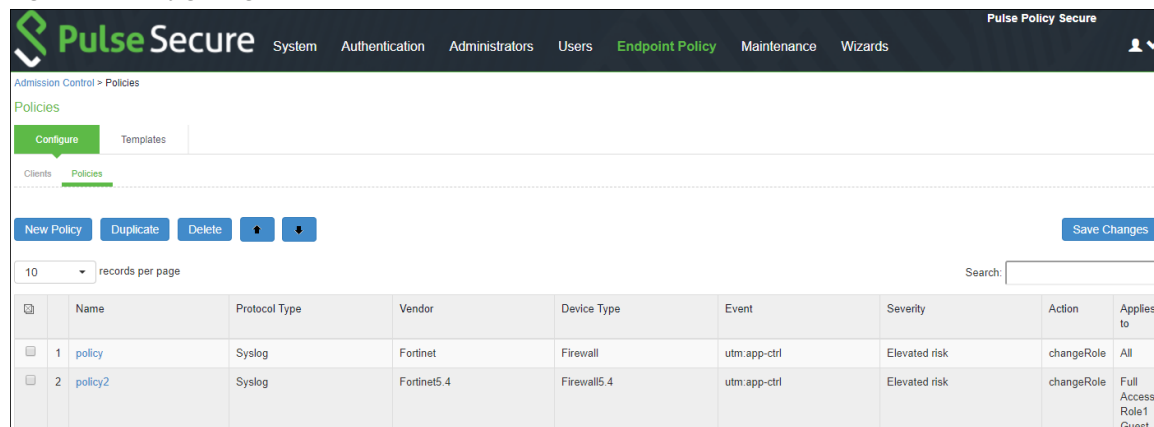 Pulse Policy Secure
Pulse Secure System Authentication Administrators Users Endpoint Policy Maintenance Wizards
Admission Control > Policies
Policies
Configure Templates
Clients Policies
New Policy Duplicate Delete Save Changes
10 records per page Search:
Name Protocol Type Vendor Device Type Event Severity Action Applies
to
1 policy Syslog Fortinet Firewall utm:app-ctrl Elevated risk changeRole All
2 policy2 Syslog Fortinet5.4 Firewall5.4 utm:app-ctrl Elevated risk changeRole Full
Access
Role1
Guest